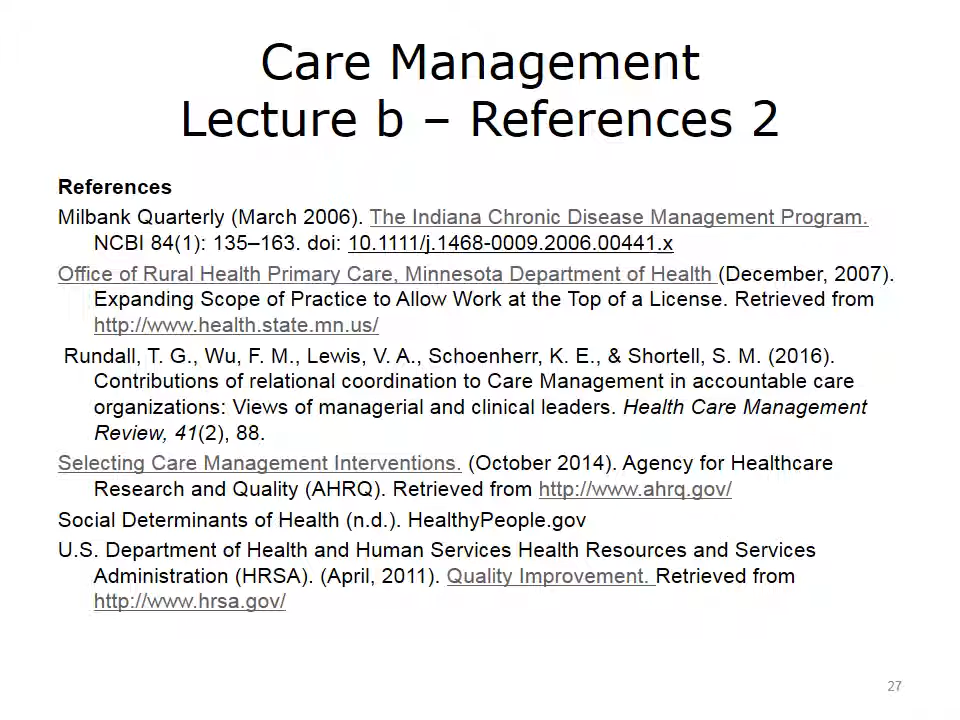 Care Management
Lecture b – References 2
References
Milbank Quarterly (March 2006). The Indiana Chronic Disease Management Program.
NCBI 84(1): 135–163. doi: 10.1111/j.1468-0009.2006.00441.x
Office of Rural Health Primary Care, Minnesota Department of Health (December, 2007).
Expanding Scope of Practice to Allow Work at the Top of a License. Retrieved from
http://www.health.state.mn.us/
Rundall, T. G., Wu, F. M., Lewis, V. A., Schoenherr, K. E., & Shortell, S. M. (2016).
Contributions of relational coordination to Care Management in accountable care
organizations: Views of managerial and clinical leaders. Health Care Management
Review, 41(2), 88.
Selecting Care Management Interventions. (October 2014). Agency for Healthcare
Research and Quality (AHRQ). Retrieved from http://www.ahrq.gov/
Social Determinants of Health (n.d.). HealthyPeople.gov
U.S. Department of Health and Human Services Health Resources and Services
Administration (HRSA). (April, 2011). Quality Improvement. Retrieved from
http://www.hrsa.gov/
27